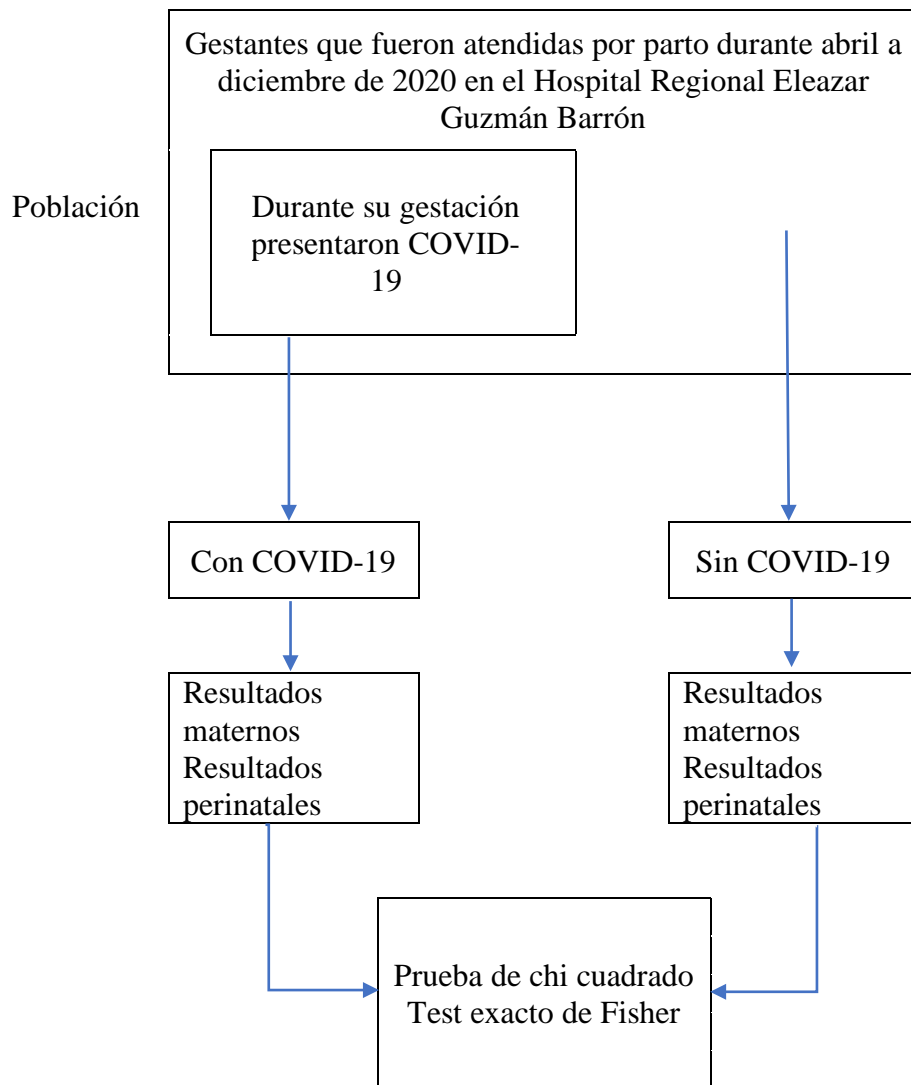 Gestantes que fueron atendidas por parto durante abril a
diciembre de 2020 en el Hospital Regional Eleazar
Guzmán Barrón
Población
Durante su gestación
presentaron COVID-
19
Con COVID-19
Sin COVID-19
Resultados
maternos
Resultados
perinatales
Resultados
maternos
Resultados
perinatales
Prueba de chi cuadrado
Test exacto de Fisher